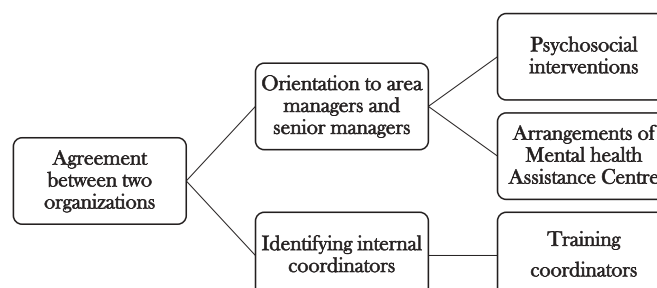 Agreement
between two
organizations
Orientation to area
managers and
senior managers
Psychosocial
interventions
Arrangements of
Mental health
Assistance Centre
Identifying internal
coordinators
Training
coordinators